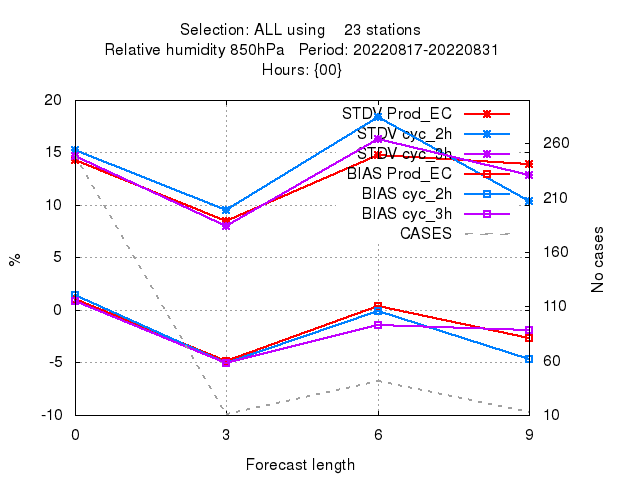 Selection: ALL using 23 stations
Relative humidity 850hPa Period: 20220817-20220831
Hours: {00}
20
15
10
5
0
-5
-10
%
STDV Prod_EC
STDV cyc_2h
STDV cyc_3h
BIAS Prod_EC
BIAS cyc_2h
BIAS cyc_3h
CASES
260
210
160
110
60
10
No cases
0 3 6 9
Forecast length